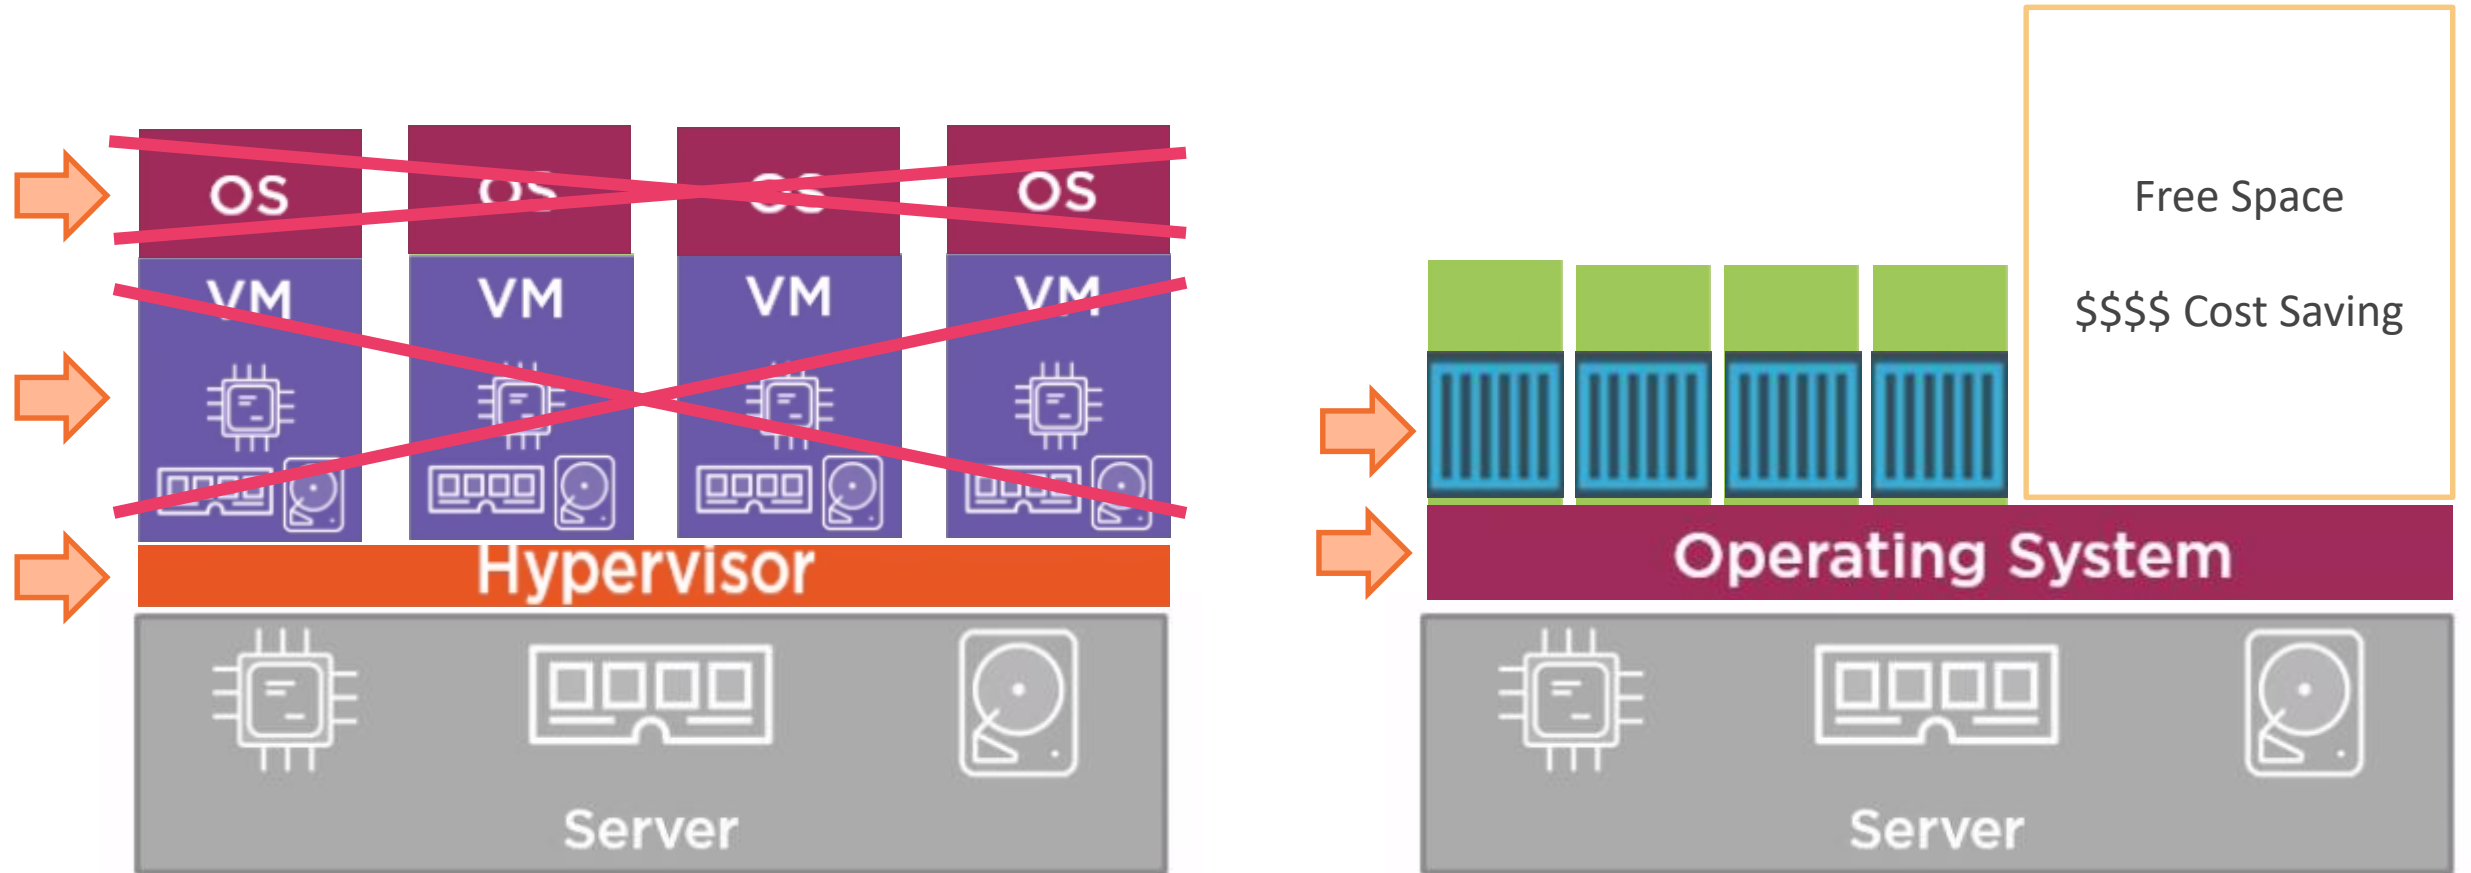 OS
OS
OS
OS
VM
VM
VM
VM
Hypervisor
Server
Free Space
$$$$ Cost Saving
Operating System
Server